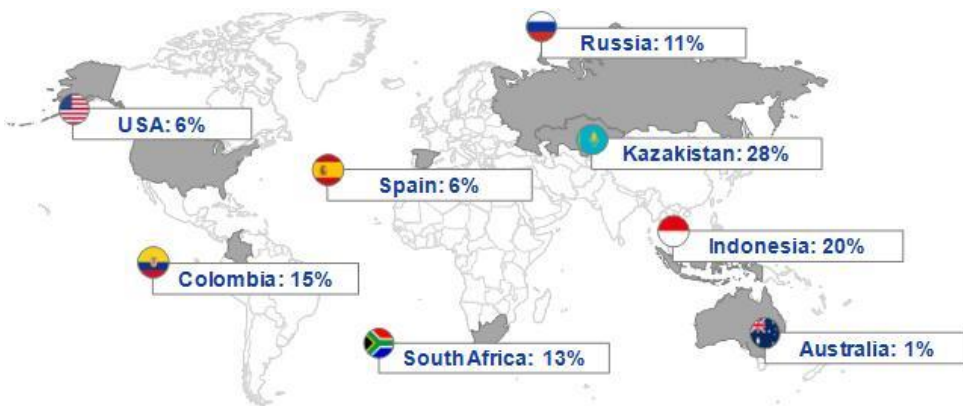 Russia: 11%
USA: 6%
Kazakistan: 28%
Spain: 6%
Indonesia: 20%
Colombia: 15%
South Africa: 13%
Australia: 1%